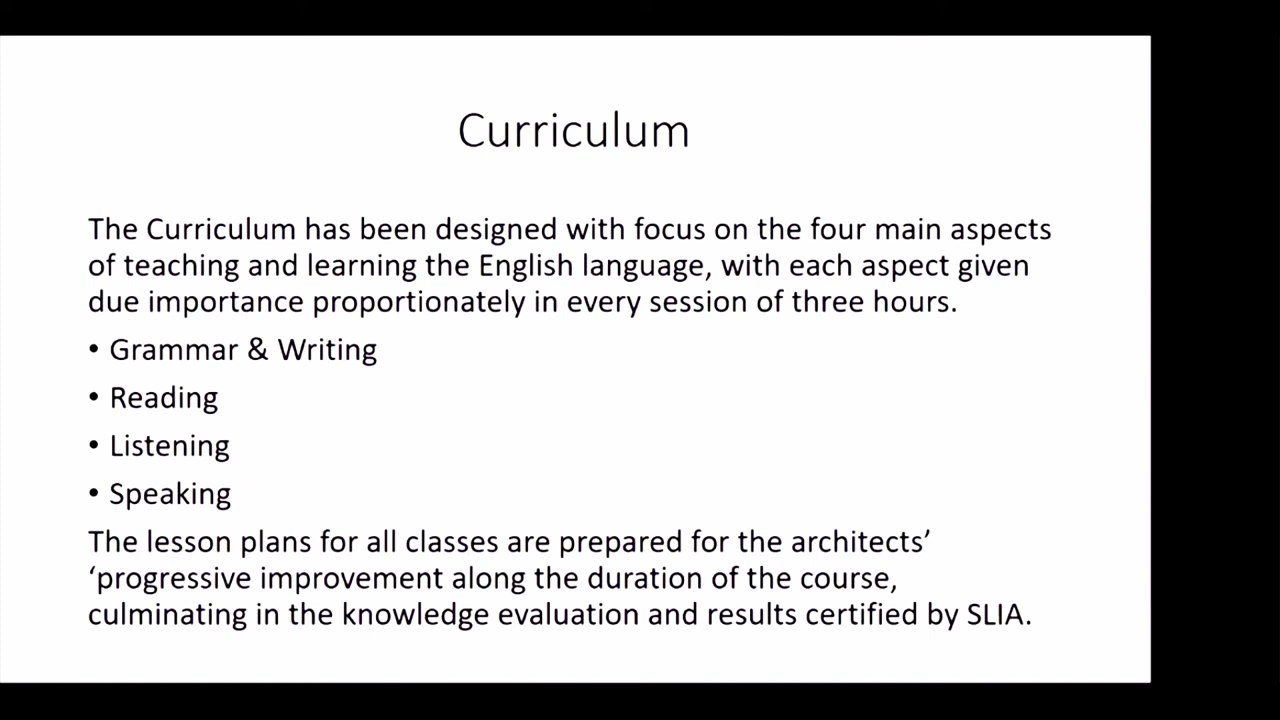 Curriculum
The Curriculum has been designed with focus on the four main aspects
of teaching and learning the English language, with each aspect given
due importance proportionately in every session of three hours.
• Grammar & Writing
• Reading
• Listening
• Speaking
The lesson plans for all classes are prepared for the architects’
‘progressive improvement along the duration of the course,
culminating in the knowledge evaluation and results certified by SLIA.